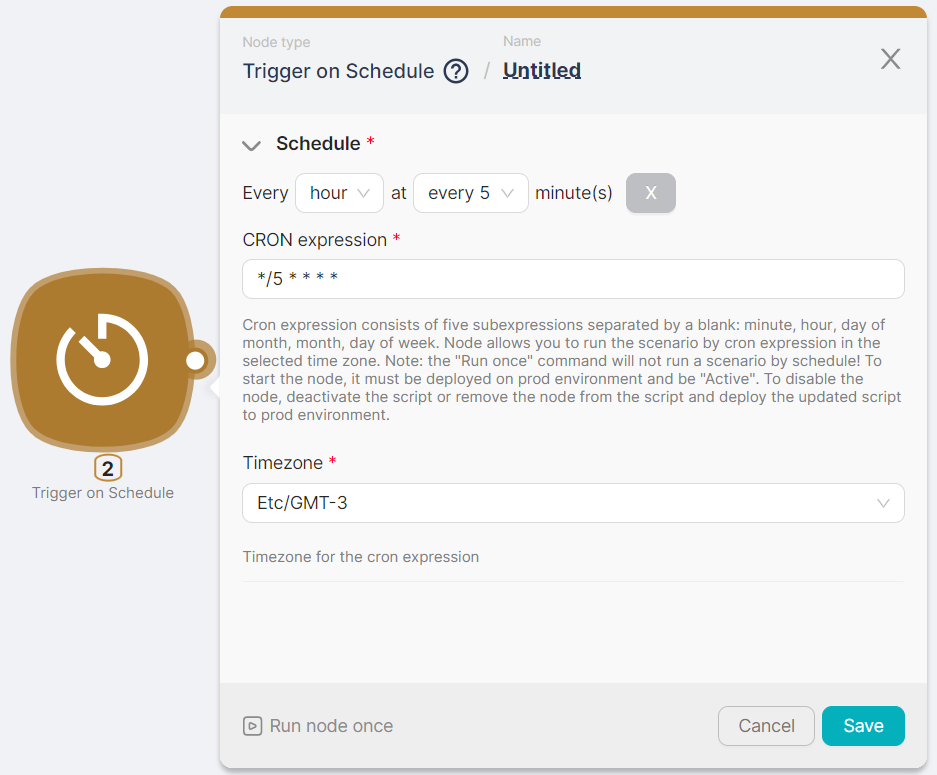 Node type
Name
Trigger on Schedule ? / Untitled
X
Schedule *
Every hour at every 5 minute(s) X
CRON expression *
*/5 * * * *
Cron expression consists of five subexpressions separated by a blank: minute, hour, day of
month, month, day of week. Node allows you to run the scenario by cron expression in the
selected time zone. Note: the "Run once" command will not run a scenario by schedule! To
start the node, it must be deployed on prod environment and be "Active". To disable the
node, deactivate the script or remove the node from the script and deploy the updated script
to prod environment.
Timezone *
Etc/GMT-3
Timezone for the cron expression
2
Trigger on Schedule
Run node once
Cancel
Save